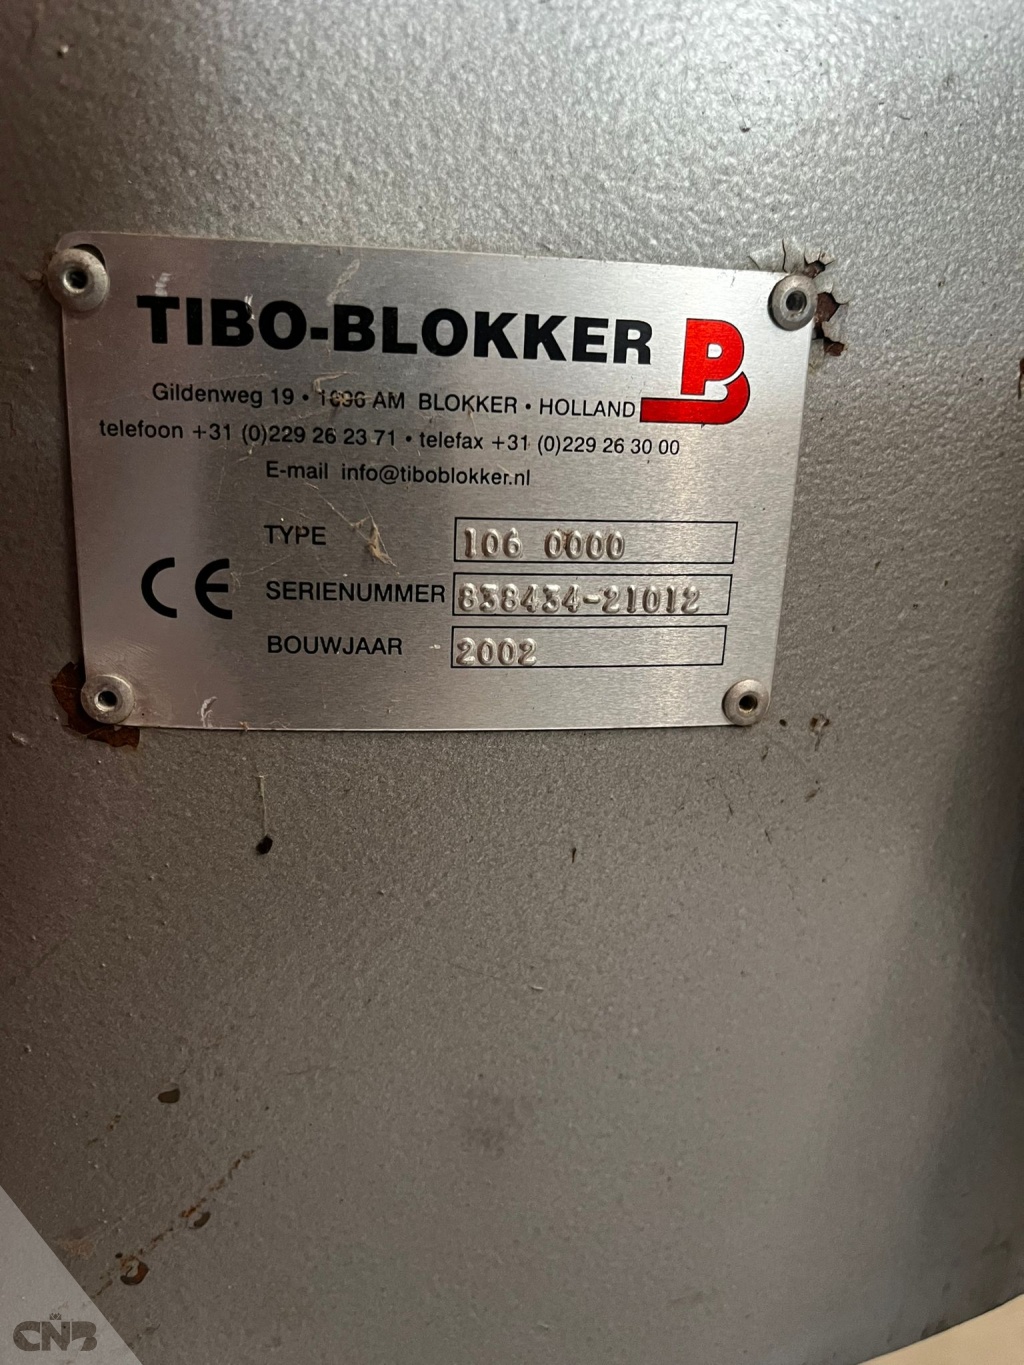 TIBO-BLOKKER
Gildenweg 19 • 1696 AM BLOKKER • HOLLAND
telefoon +31 (0)229 26 23 71 • telefax +31 (0)229 26 30 00
E-mail info@tiboblokker.nl
TYPE 106 0000
CE
SERIENUMMER 838434-21012
BOUWJAAR 2002
CNB